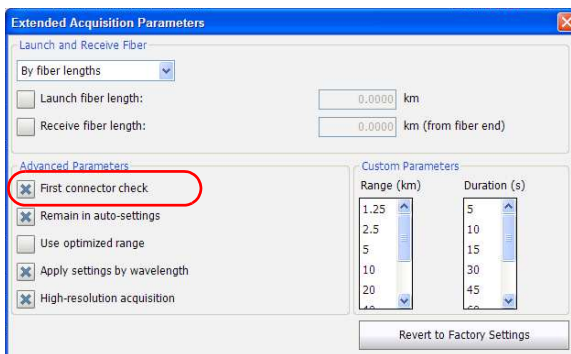 Extended Acquisition Parameters
Launch and Receive Fiber
By fiber lengths
Launch fiber length: 0.0000 km
Receive fiber length: 0.0000 km (from fiber end)
Advanced Parameters
First connector check
Remain in auto-settings
Use optimized range
Apply settings by wavelength
High-resolution acquisition
Custom Parameters
Range (km) Duration (s)
1.25 5
2.5 10
5 15
10 30
20 45
Revert to Factory Settings